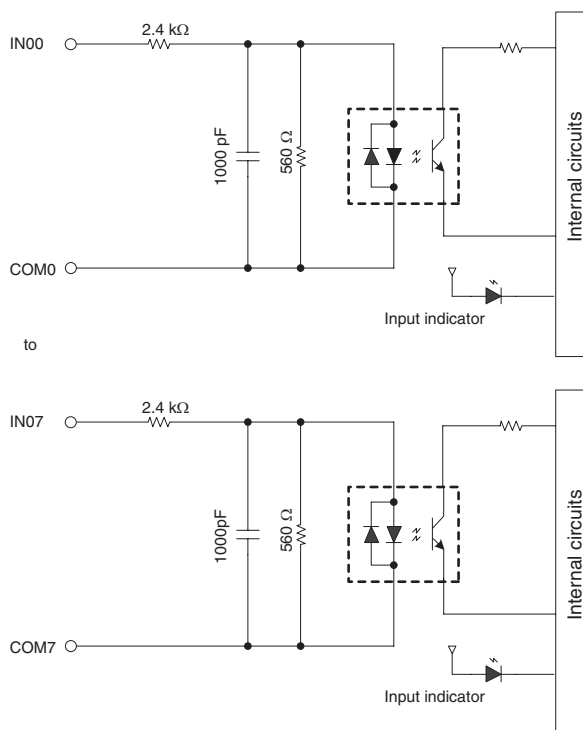 2.4 kΩ
IN00
1000 pF
560 Ω
Internal circuits
COM0
Input indicator
to
2.4 kΩ
IN07
1000pF
560 Ω
Internal circuits
COM7
Input indicator